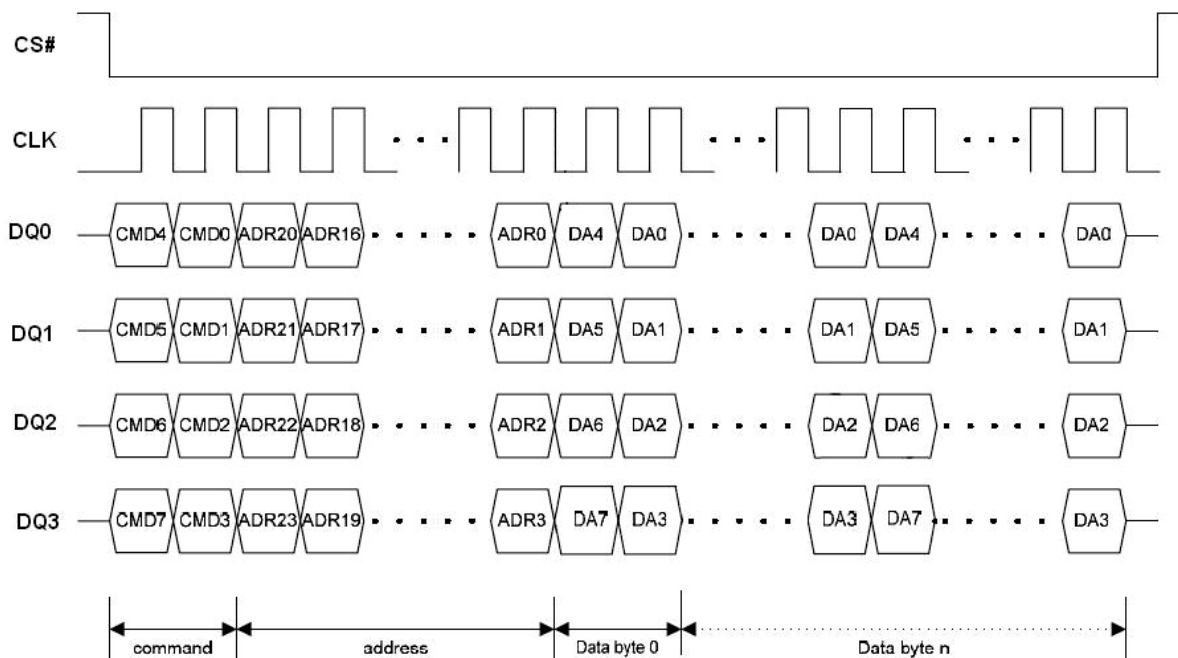 CS#
CLK
DQ0 CMD4 CMD0 ADR20 ADR16 ADR0 DA4 DA0 DA0 DA4 DA0
DQ1 CMD5 CMD1 ADR21 ADR17 ADR1 DA5 DA1 DA1 DA5 DA1
DQ2 CMD6 CMD2 ADR22 ADR18 ADR2 DA6 DA2 DA2 DA6 DA2
DQ3 CMD7 CMD3 ADR23 ADR19 ADR3 DA7 DA3 DA3 DA7 DA3
command address Data byte 0 Data byte n